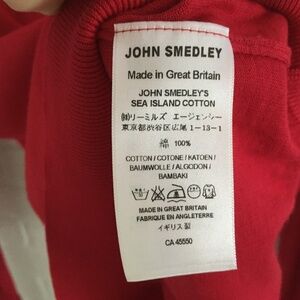 JOHN SMEDLEY
Made in Great Britain
JOHN SMEDLEY'S
SEA ISLAND COTTON
㈱リーミルズ エージェンシー
東京都渋谷区広尾1-13-1
綿 100%
COTTON / COTONE / KATOEN /
BAUMWOLLE / ALGODON /
BAMBAKI
MADE IN GREAT BRITAIN
FABRIQUE EN ANGLETERRE
イギリス製
CA 45550